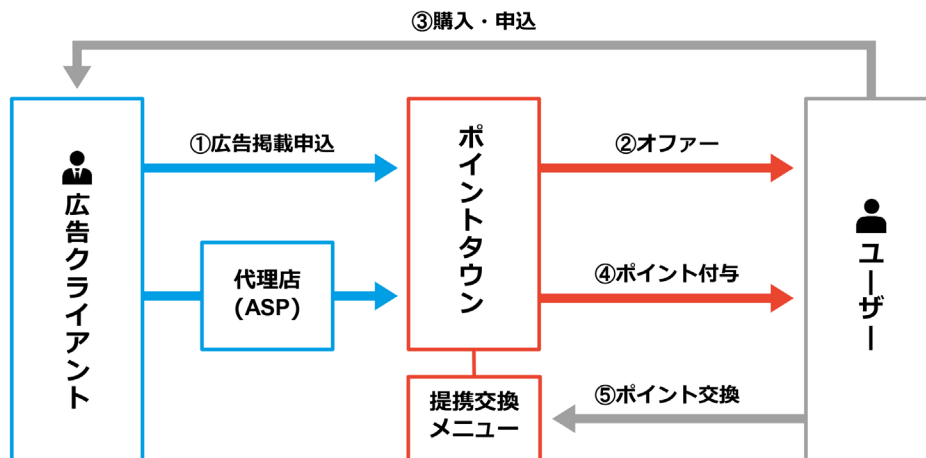 ③購入・申込
広告クライアント
①広告掲載申込
代理店
(ASP)
ポイントタウン
②オファー
④ポイント付与
ユーザー
提携交換
メニュー
⑤ポイント交換